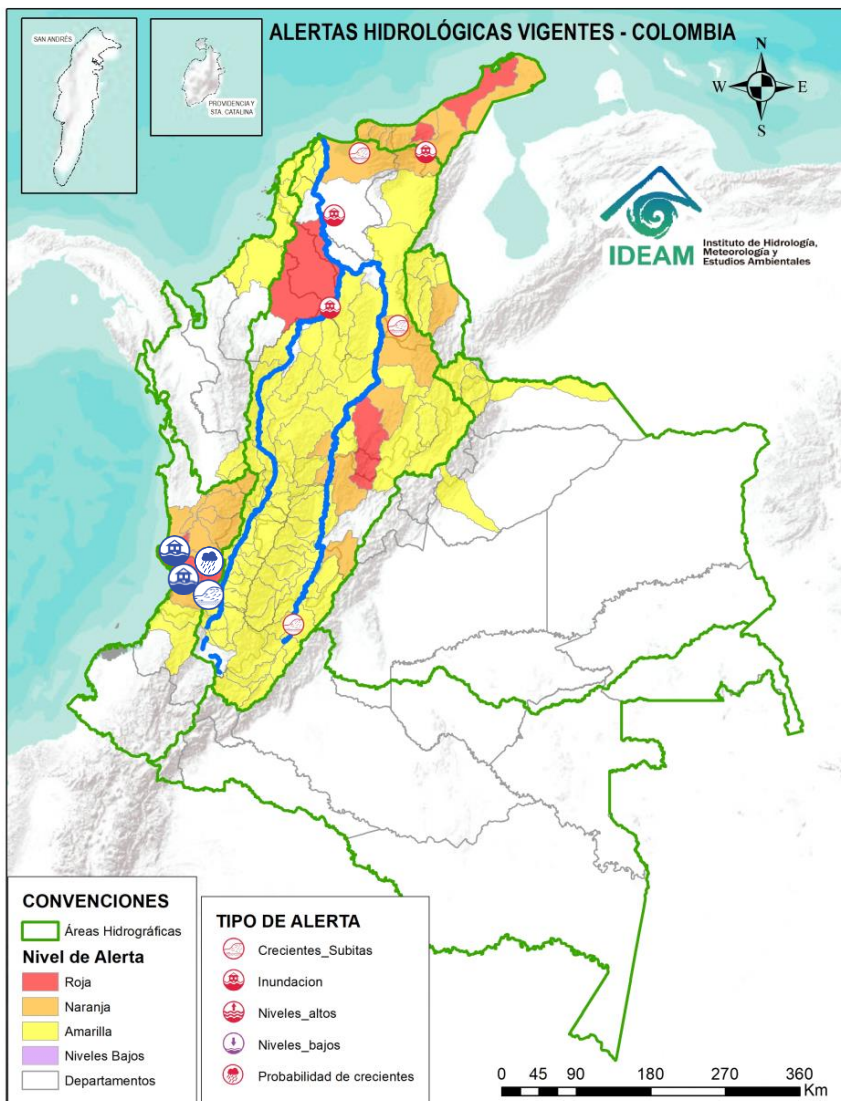 ALERTAS HIDROLÓGICAS VIGENTES - COLOMBIA
SAN ANDRÉS
PROVIDENCIA Y
STA. CATALINA
N
W
E
S
IDEAM
Instituto de Hidrología,
Meteorología y
Estudios Ambientales
CONVENCIONES
Áreas Hidrográficas
Nivel de Alerta
Roja
Naranja
Amarilla
Niveles Bajos
Departamentos
TIPO DE ALERTA
Crecientes_Subitas
Inundacion
Niveles_altos
Niveles_bajos
Probabilidad de crecientes
0 45 90 180 270 360
Km